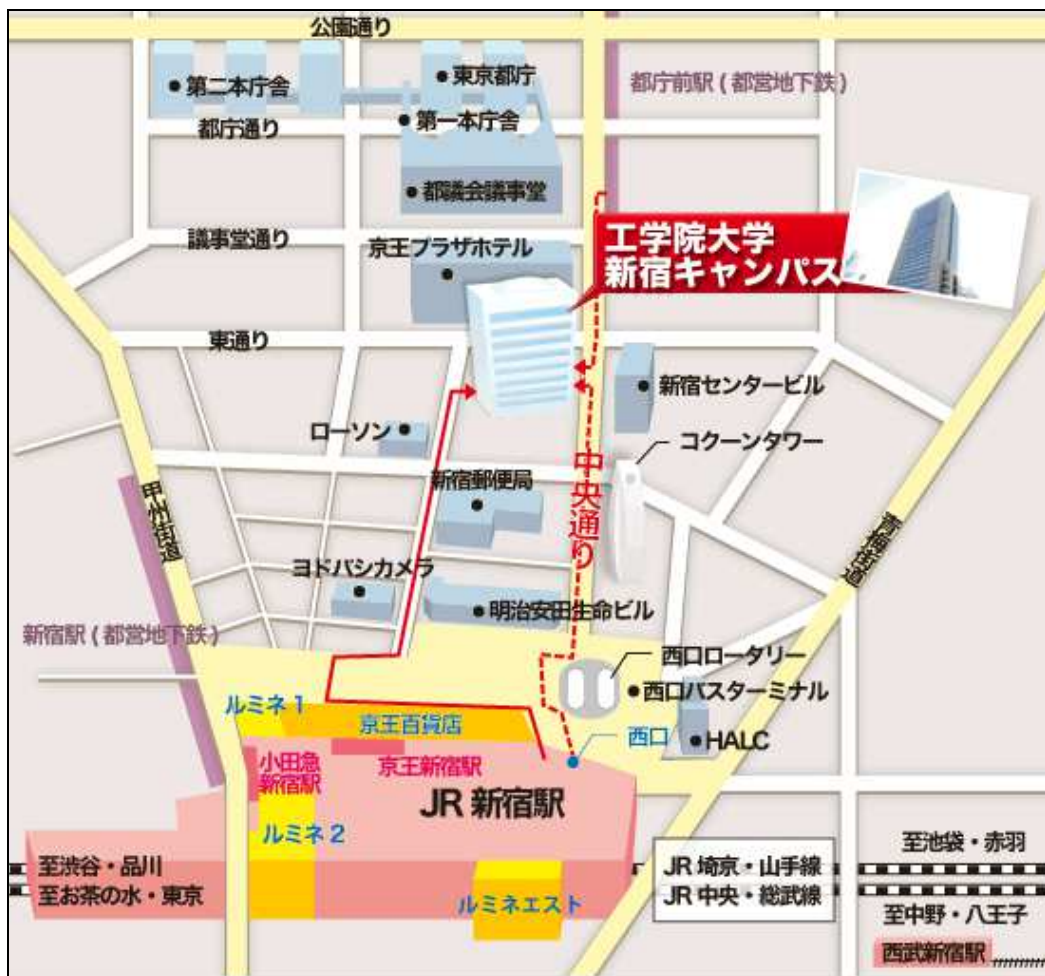 公園通り
第二本庁舎
東京都庁
都庁前駅 ( 都営地下鉄 )
第一本庁舎
都庁通り
都議会議事堂
議事堂通り
京王プラザホテル
工学院大学
新宿キャンパス
東通り
新宿センタービル
ローソン
コクーンタワー
中央通り
新宿郵便局
甲州街道
青梅街道
ヨドバシカメラ
明治安田生命ビル
新宿駅 ( 都営地下鉄 )
西口ロータリー
西口バスターミナル
ルミネ 1
京王百貨店
西口
HALC
小田急
新宿駅
京王新宿駅
JR 新宿駅
ルミネ 2
至渋谷・品川
至お茶の水・東京
ルミネエスト
JR 埼京・山手線
JR 中央・総武線
至池袋・赤羽
至中野・八王子
西武新宿駅